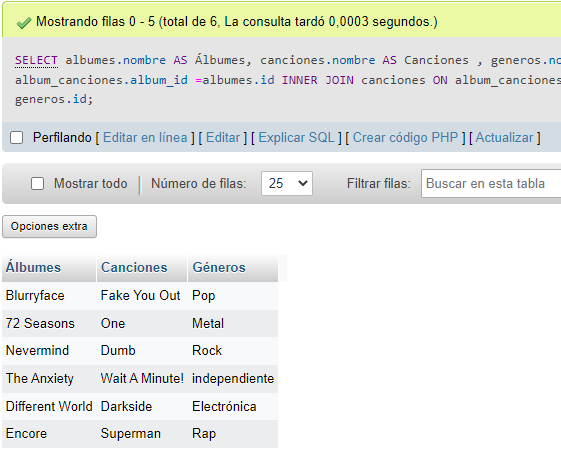 Mostrando filas 0 - 5 (total de 6, La consulta tardó 0,0003 segundos.)
SELECT albumes.nombre AS Álbumes, canciones.nombre AS Canciones , generos.no
album_canciones.album_id =albumes.id INNER JOIN canciones ON album_canciones
generos.id;
Perfilando [ Editar en línea ] [ Editar ] [ Explicar SQL ] [ Crear código PHP ] [ Actualizar ]
Mostrar todo | Número de filas: 25 Filtrar filas: Buscar en esta tabla
Opciones extra
Álbumes Canciones Géneros
Blurryface Fake You Out Pop
72 Seasons One Metal
Nevermind Dumb Rock
The Anxiety Wait A Minute! independiente
Different World Darkside Electrónica
Encore Superman Rap